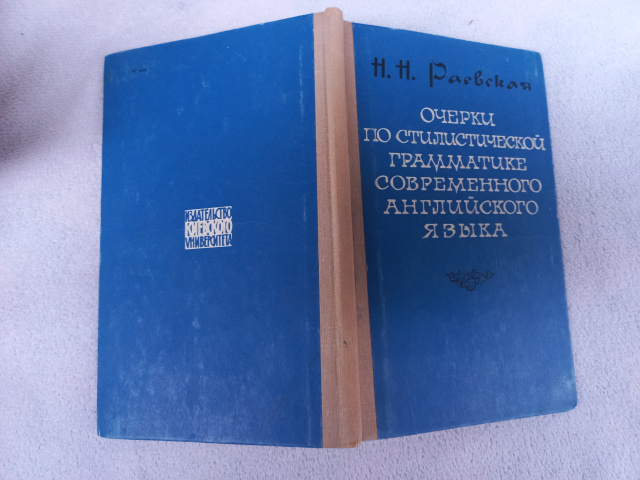 Н. Н. Раевская
ОЧЕРКИ
ПО СТИЛИСТИЧЕСКОЙ
ГРАММАТИКЕ
СОВРЕМЕННОГО
АНГЛИЙСКОГО
ЯЗЫКА
ИЗДАТЕЛЬСТВО
КИЕВСКОГО
УНИВЕРСИТЕТА